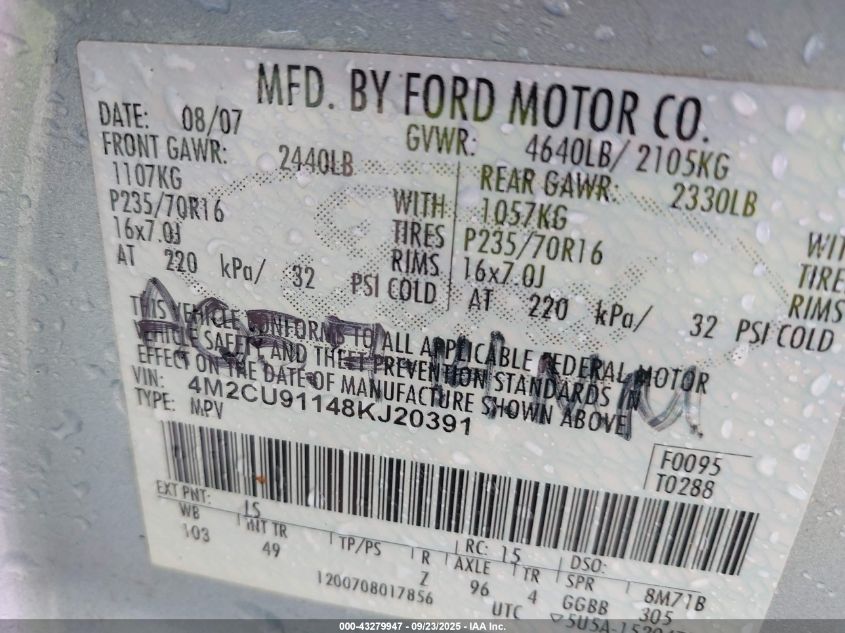 MFD. BY FORD MOTOR CO.
DATE: 08/07 GVWR: 4640LB/ 2105KG
FRONT GAWR: 2440LB REAR GAWR: 2330LB
1107KG WITH 1057KG WIT
P235/70R16 TIRES P235/70R16 TIRE
16x7.0J RIMS 16x7.0J RIMS
AT 220 kPa/ 32 PSI COLD AT 220 kPa/ 32 PSI COLD
THIS VEHICLE CONFORMS TO ALL APPLICABLE FEDERAL MOTOR
VEHICLE SAFETY AND THEFT PREVENTION STANDARDS IN
EFFECT ON THE DATE OF MANUFACTURE SHOWN ABOVE
VIN: 4M2CU91148KJ20391
TYPE: MPV
F0095
T0288
EXT PNT: IS RC: 15 DSO:
WB INT TR TP/PS R AXLE TR SPR 8M71B
103 49 Z 96 4 GGBB 305
1200708017856 UTC
000-43279947 - 09/23/2025 - IAA Inc.